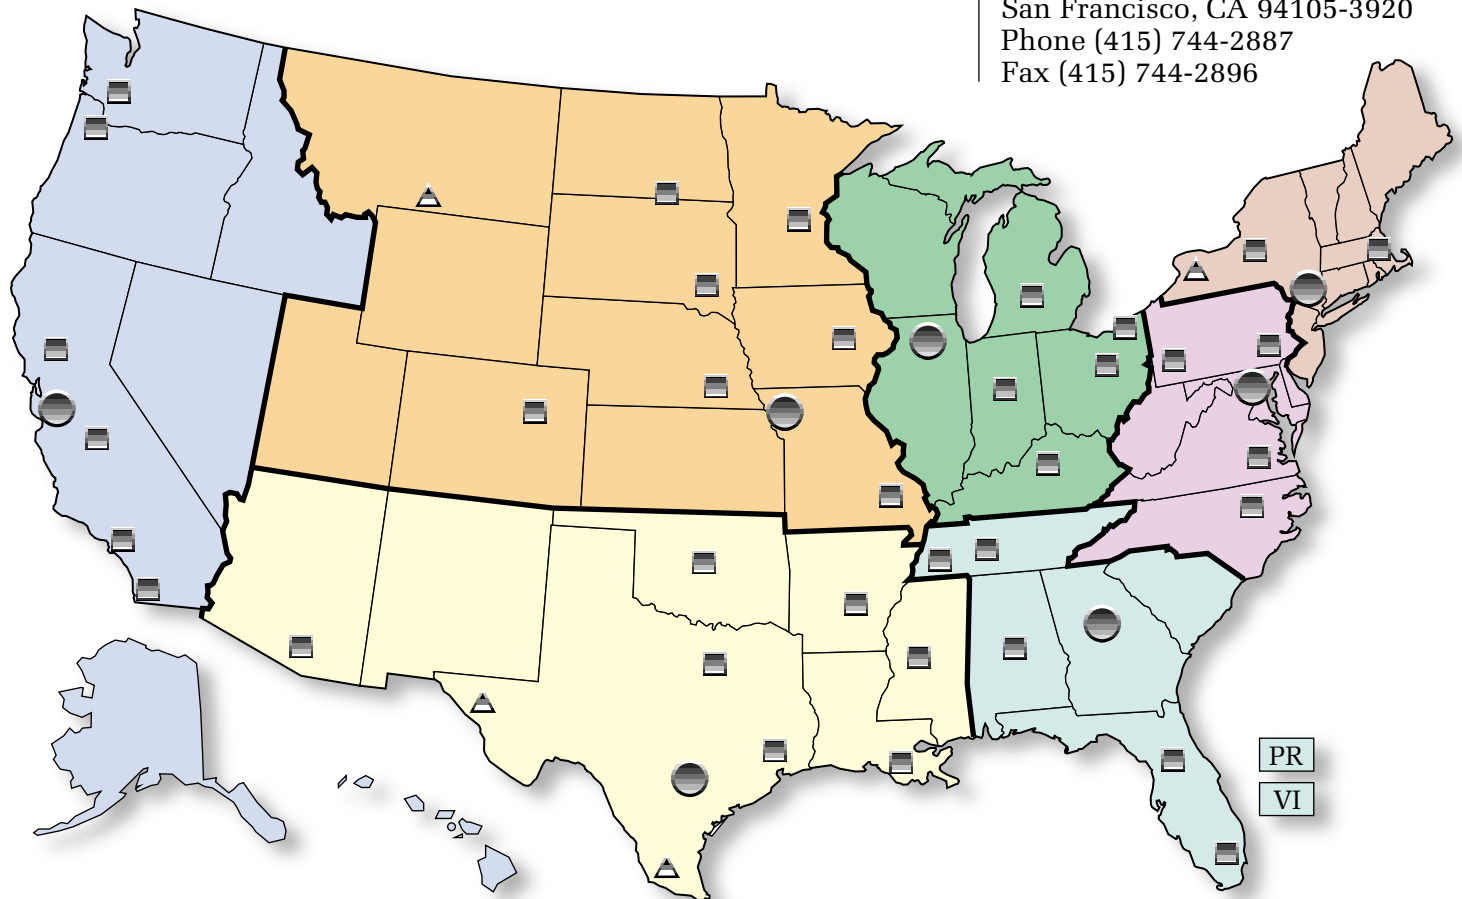 San Francisco, CA 94105-3920
Phone (415) 744-2887
Fax (415) 744-2896
PR
VI